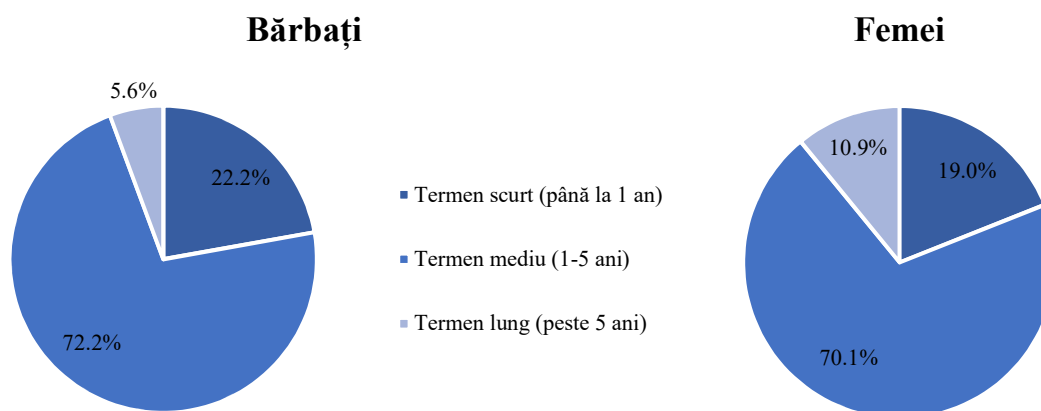 Bărbați
5.6%
22.2%
72.2%
Termen scurt (până la 1 an)
Termen mediu (1-5 ani)
Termen lung (peste 5 ani)
Femei
10.9%
19.0%
70.1%